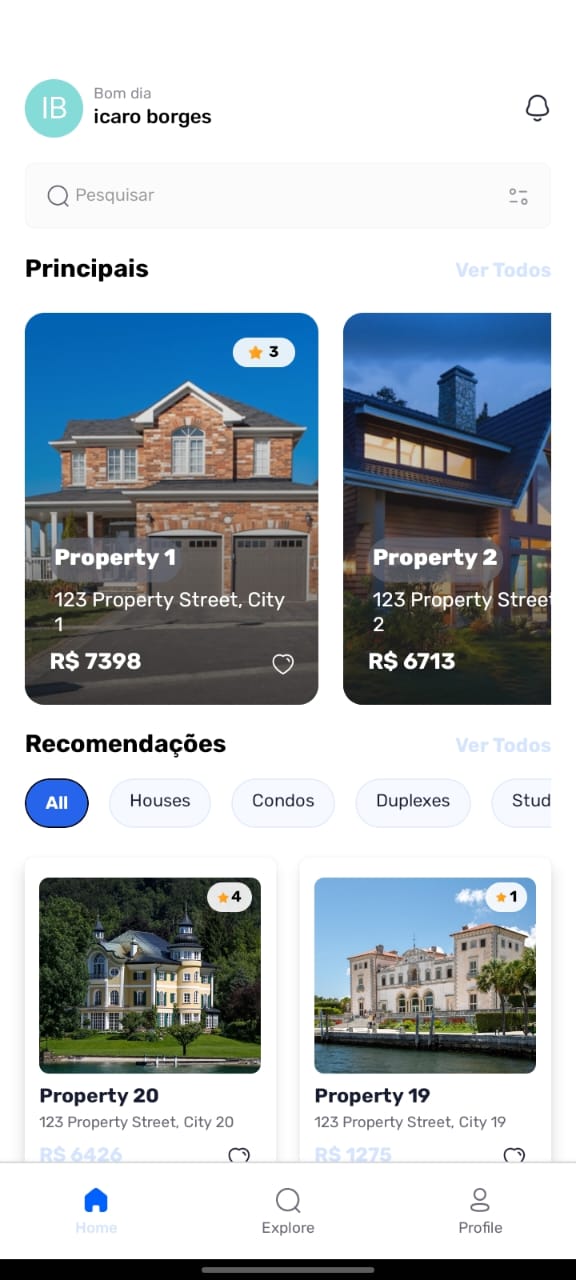 IB
Bom dia
icaro borges
Pesquisar
Principais
Ver Todos
3
Property 1
123 Property Street, City
1
R$ 7398
Property 2
123 Property Street
2
R$ 6713
Recomendações
Ver Todos
All
Houses
Condos
Duplexes
Stud
4
Property 20
123 Property Street, City 20
R$ 6426
1
Property 19
123 Property Street, City 19
R$ 1275
Home
Explore
Profile